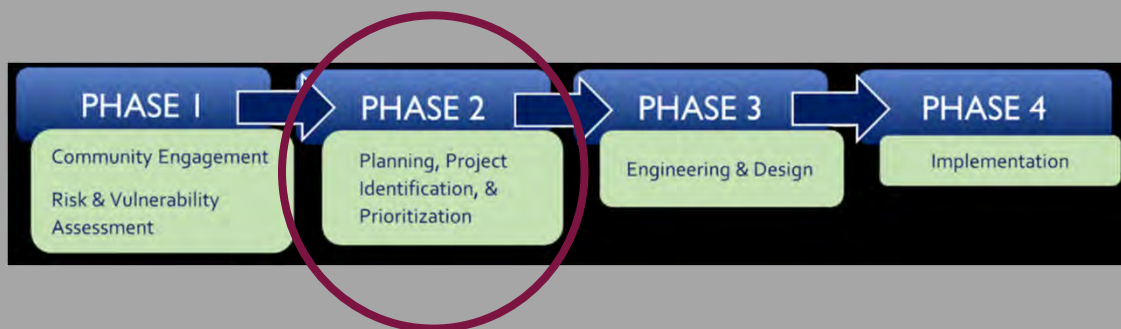 PHASE I
Community Engagement
Risk & Vulnerability
Assessment
PHASE 2
Planning, Project
Identification, &
Prioritization
PHASE 3
Engineering & Design
PHASE 4
Implementation